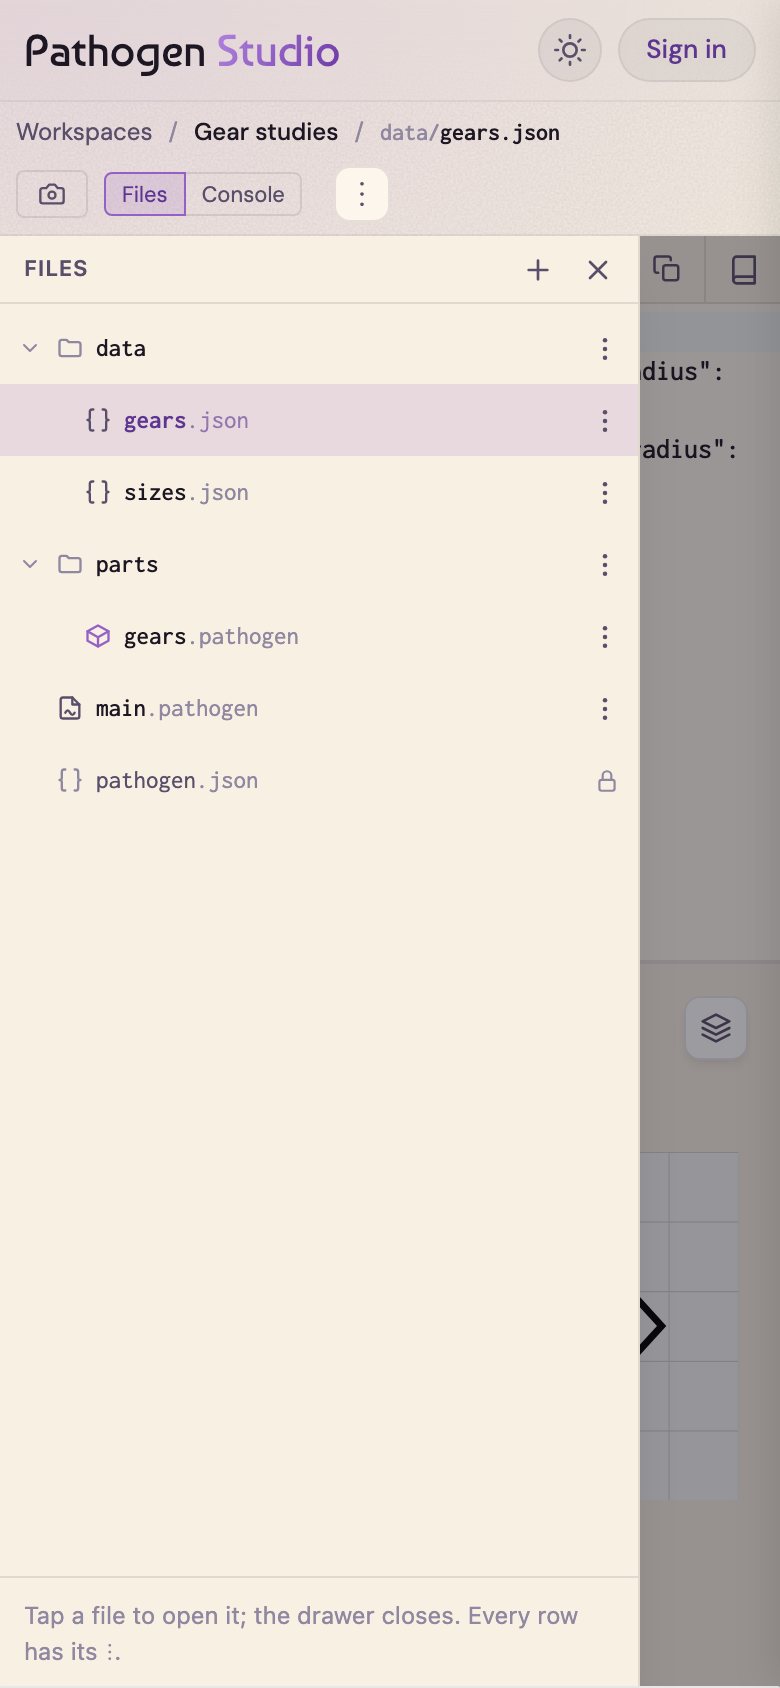 Pathogen Studio
Sign in
Workspaces / Gear studies / data/gears.json
Files
Console
FILES
data
adius":
{} gears.json
adius":
{} sizes.json
parts
gears.pathogen
main.pathogen
{} pathogen.json
Tap a file to open it; the drawer closes. Every row
has its ⋮.